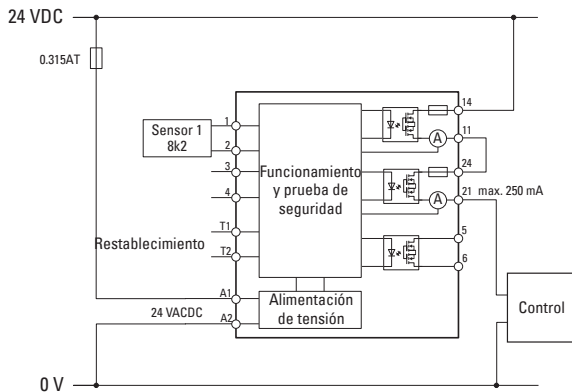 24 VDC
0.315AT
14
1
Sensor 1
8k2
2
11
A
3
Funcionamiento
y prueba de
seguridad
24
4
21
max. 250 mA
A
T1
Restablecimiento
T2
5
6
A1
Alimentación
de tensión
24 VACDC
A2
Control
0 V